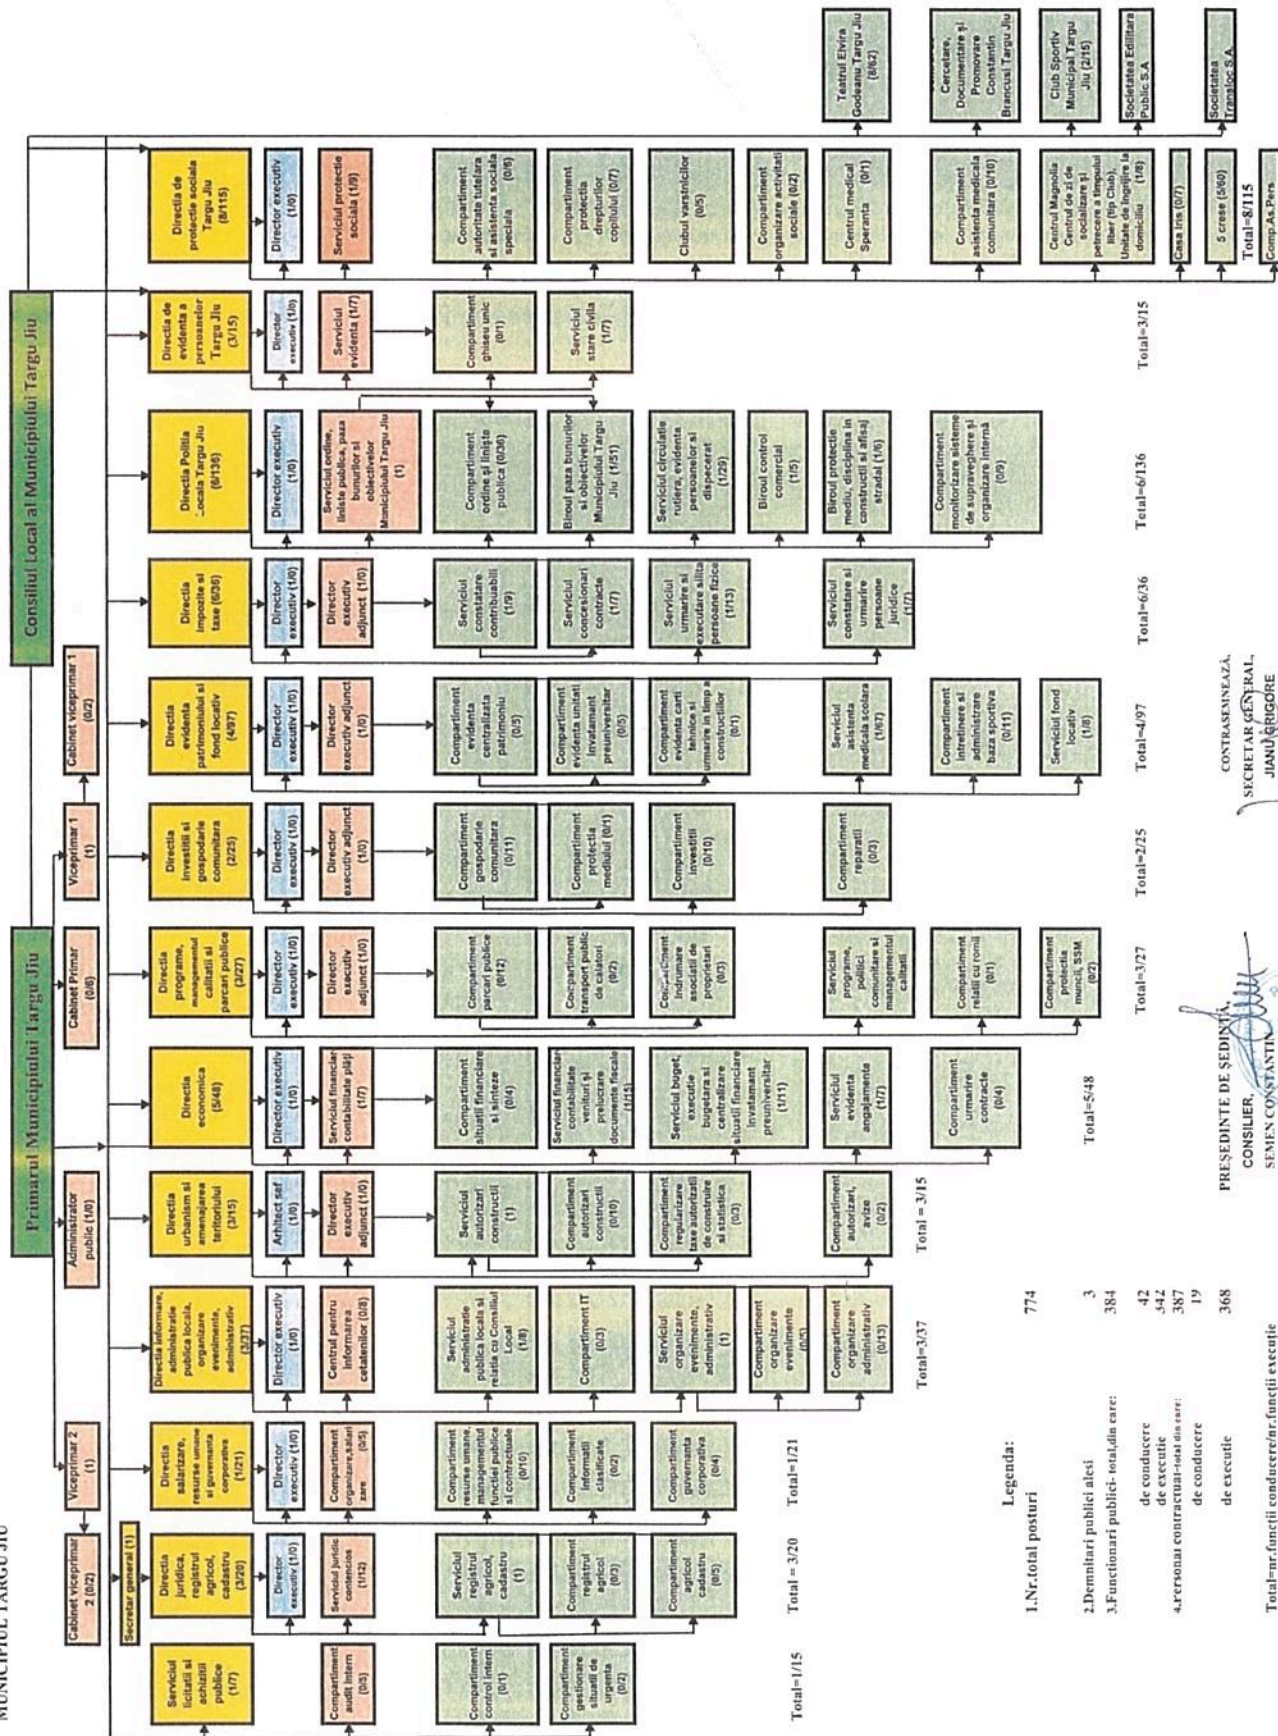 MUNICIPIUL TARGU JIU
Primarul Municipiului Targu Jiu
Consiliul Local al Municipiului Targu Jiu
Cabinet viceprimar
2 (0/2)
Viceprimar 2
(1)
Administrator
public (1/0)
Cabinet Primar
(0/6)
Viceprimar 1
(1)
Cabinet viceprimar 1
(0/2)
Secretar general (1)
Serviciul
licitatii si
achizitii
publice
(1/7)
Compartiment
audit intern
(0/5)
Compartiment
control intern
(0/1)
Compartiment
gestionare
situatii de
urgenta
(0/2)
Total=1/15
Directia
juridica,
registrul
agricol,
cadastru
(3/20)
Director
executiv (1/0)
Serviciul juridic
contencios
(1/12)
Serviciul
registrul
agricol,
cadastru
(1)
Compartiment
registrul
agricol
(0/3)
Compartiment
agricol
cadastru
(0/5)
Total = 3/20
Directia
salarizare,
resurse umane
si guvernanta
corporativa
(1/21)
Director
executiv (1/0)
Compartiment
organizare,salari
zare (0/5)
Compartiment
resurse umane,
managementul
functiei publice
si contractuale
(0/10)
Compartiment
informatii
clasificate
(0/2)
Compartiment
guvernanta
corporativa
(0/4)
Total=1/21
Directia informare,
administratie
publica locala,
organizare
evenimente,
administrativ
(3/37)
Director executiv
(1/0)
Centrul pentru
informarea
cetatenilor (0/8)
Serviciul
administratie
publica locala si
relatia cu Consiliul
Local
(1/8)
Compartiment IT
(0/3)
Serviciul
organizare
evenimente,
administrativ
(1)
Compartiment
organizare
evenimente
(0/5)
Compartiment
organizare
administrativ
(0/13)
Total=3/37
Directia
urbanism si
amenajarea
teritoriului
(3/15)
Arhitect sef
(1/0)
Director
executiv
adjunct (1/0)
Serviciul
autorizari
constructii
(1)
Compartiment
autorizari
constructii
(0/10)
Compartiment
regularizare
taxe autorizatii
de construire
si statistica
(0/3)
Compartiment
autorizari,
avize
(0/2)
Total = 3/15
Directia
economica
(5/48)
Director executiv
(1/0)
Serviciul financiar
contabilitate plăți
(1/7)
Compartiment
situatii financiare
si sinteze
(0/4)
Serviciul financiar
contabilitate
venituri și
prelucrare
documente fiscale
(1/15)
Serviciul buget,
executie
bugetara si
centralizare
situatii financiare
invatamant
preuniversitar
(1/11)
Serviciul
evidenta
angajamente
(1/7)
Compartiment
urmarire
contracte
(0/4)
Total=5/48
Directia
programe,
managementul
calitatii si
parcari publice
(3/27)
Director
executiv (1/0)
Director
executiv
adjunct (1/0)
Compartiment
parcari publice
(0/12)
Compartiment
transport public
de calatori
(0/2)
Compartiment
indrumare
asociatii de
proprietari
(0/3)
Serviciul
programe,
politici
comunitare si
managementul
calitatii
Compartiment
relatii cu romii
(0/1)
Compartiment
protectia
muncii, SSM
(0/2)
Total=3/27
Directia
investitii si
gospodarie
comunitara
(2/25)
Director
executiv (1/0)
Director
executiv adjunct
(1/0)
Compartiment
gospodarie
comunitara
(0/11)
Compartiment
protectia
mediului (0/1)
Compartiment
investitii
(0/10)
Compartiment
reparatii
(0/3)
Total=2/25
Directia
evidenta
patrimoniului si
fond locativ
(4/97)
Director
executiv (1/0)
Director
executiv adjunct
(1/0)
Compartiment
evidenta
centralizata
patrimoniu
(0/5)
Compartiment
evidenta unitati
invatamant
preuniversitar
(0/5)
Compartiment
evidenta carti
tehnice si
urmarire in timp a
constructiilor
(0/1)
Serviciul
asistenta
medicala scolara
(1/67)
Compartiment
intretinere si
administrare
baza sportiva
(0/11)
Serviciul fond
locativ
(1/8)
Total=4/97
Directia
impozite si
taxe (6/36)
Director
executiv (1/0)
Director
executiv
adjunct (1/0)
Serviciul
constatare
contribuabili
(1/9)
Serviciul
concesionari
contracte
(1/7)
Serviciul
urmarire si
executare silita
persoane fizice
(1/13)
Serviciul
constatare si
urmarire
persoane
juridice
(1/7)
Total=6/36
Directia Politia
Locala Targu Jiu
(6/136)
Director executiv
(1/0)
Serviciul ordine,
liniste publica, paza
bunurilor si
obiectivelor
Municipiului Targu Jiu
(1)
Compartiment
ordine și liniște
publica (0/36)
Biroul paza bunurilor
si obiectivelor
Municipiului Targu
Jiu (1/51)
Serviciul circulatie
rutiera, evidenta
persoanelor si
dispecerat
(1/29)
Biroul control
comercial
(1/5)
Biroul protectie
mediu, disciplina in
constructii si afisaj
stradal (1/6)
Compartiment
monitorizare sisteme
de supraveghere și
organizare internă
(0/9)
Total=6/136
Directia de
evidenta a
persoanelor
Targu Jiu
(3/15)
Director
executiv (1/0)
Serviciul
evidenta (1/7)
Compartiment
ghiseu unic
(0/1)
Serviciul
stare civila
(1/7)
Total=3/15
Directia de
protectie sociala
Targu Jiu
(8/115)
Director executiv
(1/0)
Serviciul protectie
sociala (1/9)
Compartiment
autoritate tutelara
si asistenta sociala
speciala (0/6)
Compartiment
protectia
drepturilor
copilului (0/7)
Clubul varstnicilor
(0/5)
Compartiment
organizare activitati
sociale (0/2)
Centrul medical
Speranta (0/1)
Compartiment
asistenta medicala
comunitara (0/10)
Centrul Magnolia
Centrul de zi de
socializare și
petrecere a timpului
liber (tip Club),
Unitate de îngrijire la
domiciliu (1/8)
Casa Iris (0/7)
5 crese (5/60)
Total=8/115
Comp.As.Pers
Teatrul Elvira
Godeanu Targu Jiu
(8/62)
Cercetare,
Documentare și
Promovare
Constantin
Brancusi Targu Jiu
Club Sportiv
Municipal Targu
Jiu (2/15)
Societatea Edilitara
Public S.A
Societatea
Transloc S.A.
Legenda:
1.Nr.total posturi 774
2.Demnitari publici alesi 3
3.Functionari publici- total,din care: 384
de conducere 42
de executie 342
4.Personal contractual-total din care: 387
de conducere 19
de executie 368
Total=nr.funcții conducere/nr.funcții execuție
PREȘEDINTE DE ȘEDINȚĂ,
CONSILIER,
SEMEN CONSTANTIN
CONTRASEMNEAZĂ,
SECRETAR GENERAL,
JIANU GRIGORE